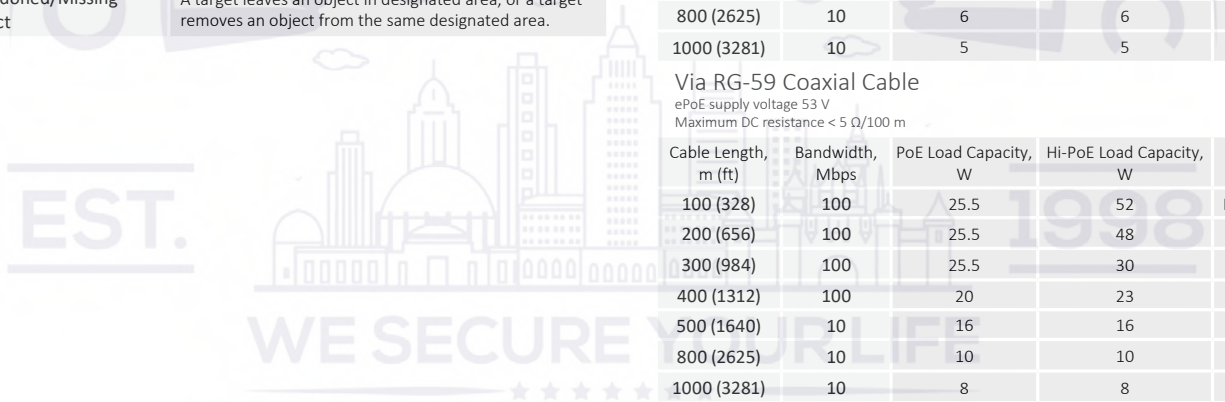 A target leaves an object in designated area, or a target
removes an object from the same designated area.
800 (2625) 10 6 6
1000 (3281) 10 5 5
Via RG-59 Coaxial Cable
ePoE supply voltage 53 V
Maximum DC resistance < 5 Ω/100 m
Cable Length, Bandwidth, PoE Load Capacity, Hi-PoE Load Capacity,
m (ft) Mbps W W
100 (328) 100 25.5 52
200 (656) 100 25.5 48
300 (984) 100 25.5 30
400 (1312) 100 20 23
500 (1640) 10 16 16
800 (2625) 10 10 10
1000 (3281) 10 8 8
EST.
1998
WE SECURE YOUR LIFE